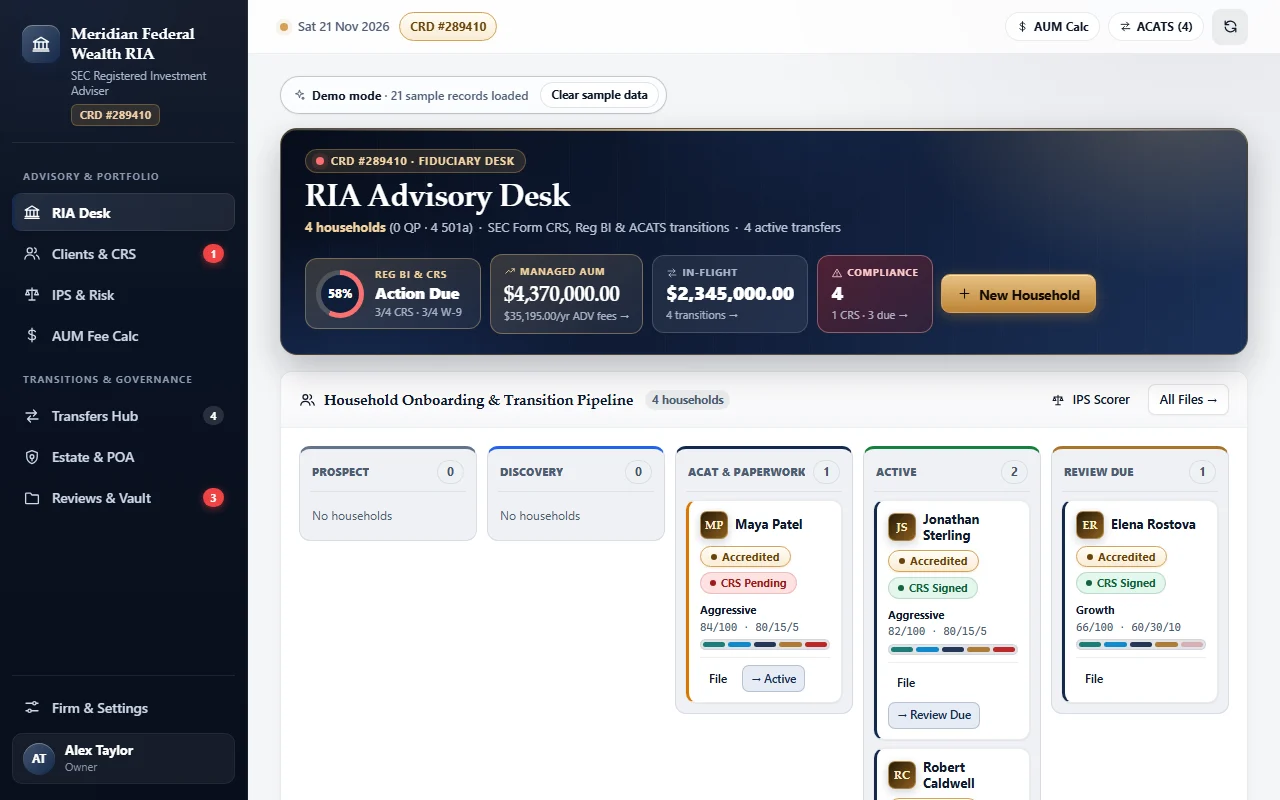 Meridian Federal
Wealth RIA
SEC Registered Investment
Adviser
CRD #289410
ADVISORY & PORTFOLIO
RIA Desk
Clients & CRS
1
IPS & Risk
AUM Fee Calc
TRANSITIONS & GOVERNANCE
Transfers Hub
4
Estate & POA
Reviews & Vault
3
Firm & Settings
AT
Alex Taylor
Owner
Sat 21 Nov 2026
CRD #289410
AUM Calc
ACATS (4)
Demo mode · 21 sample records loaded
Clear sample data
CRD #289410 · FIDUCIARY DESK
RIA Advisory Desk
4 households (0 QP · 4 501a) · SEC Form CRS, Reg BI & ACATS transitions · 4 active transfers
58%
REG BI & CRS
Action Due
3/4 CRS · 3/4 W-9
MANAGED AUM
$4,370,000.00
$35,195.00/yr ADV fees →
IN-FLIGHT
$2,345,000.00
4 transitions →
COMPLIANCE
4
1 CRS · 3 due →
New Household
Household Onboarding & Transition Pipeline
4 households
IPS Scorer
All Files →
PROSPECT
0
No households
DISCOVERY
0
No households
ACAT & PAPERWORK
1
MP
Maya Patel
Accredited
CRS Pending
Aggressive
84/100 · 80/15/5
File
→ Active
ACTIVE
2
JS
Jonathan
Sterling
Accredited
CRS Signed
Aggressive
82/100 · 80/15/5
File
→ Review Due
RC
Robert
Caldwell
REVIEW DUE
1
ER
Elena Rostova
Accredited
CRS Signed
Growth
66/100 · 60/30/10
File